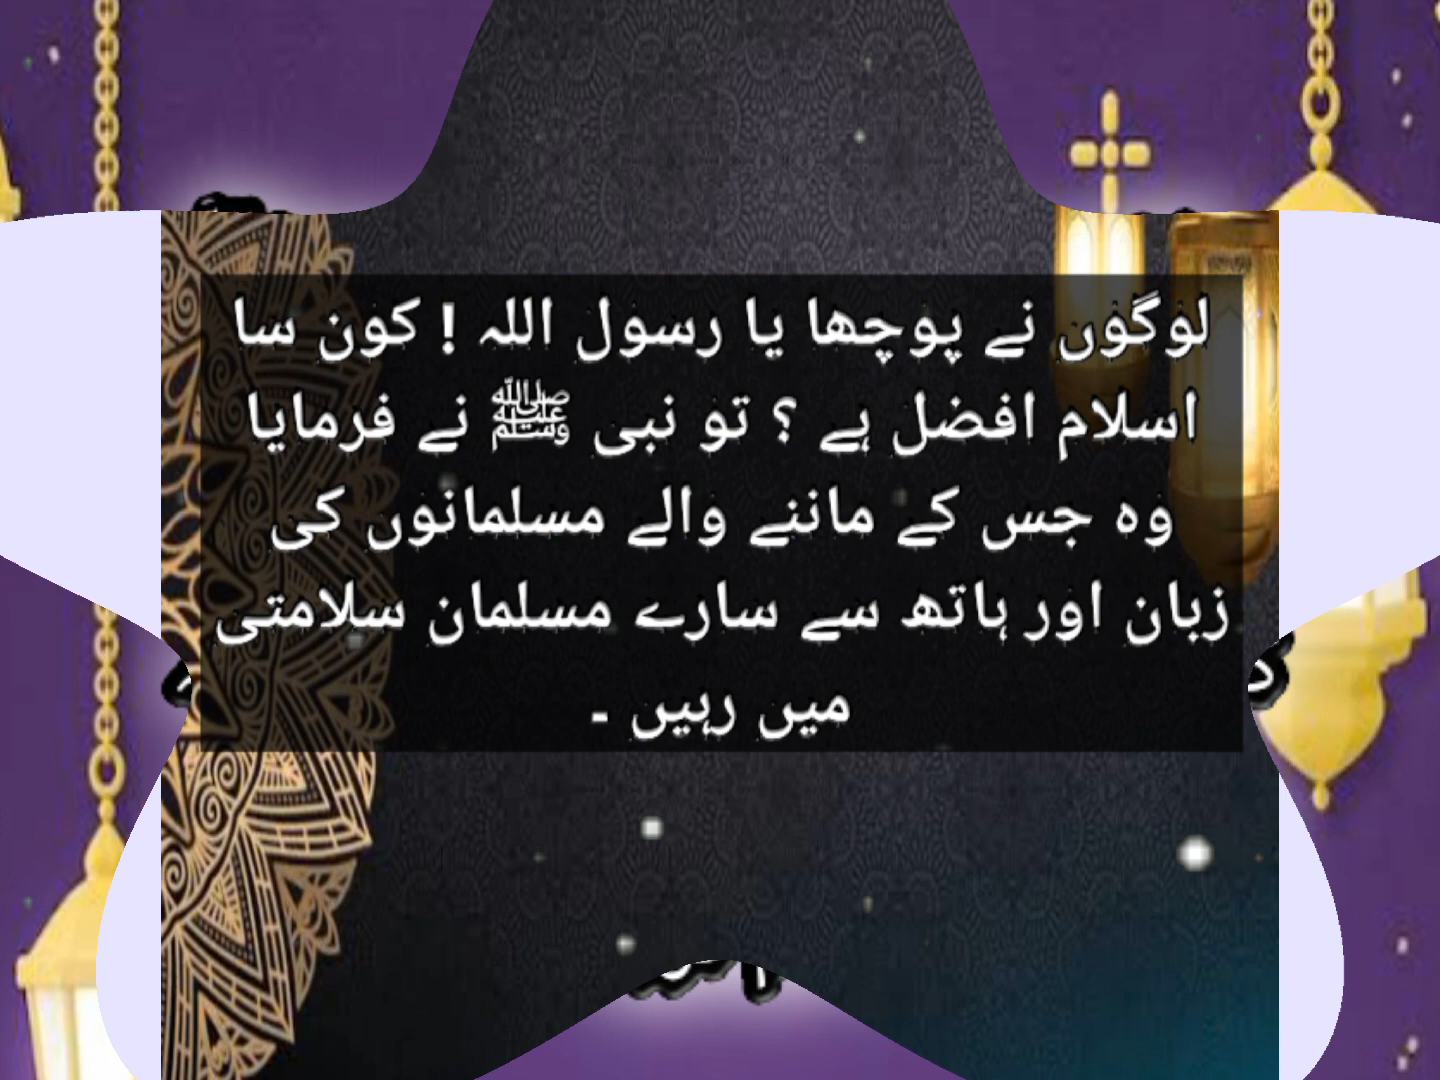 لوگوں نے پوچھا یا رسول اللہ ! کون سا
اسلام افضل ہے ؟ تو نبی ﷺ نے فرمایا
وہ جس کے ماننے والے مسلمانوں کی
زبان اور ہاتھ سے سارے مسلمان سلامتی
میں رہیں ۔